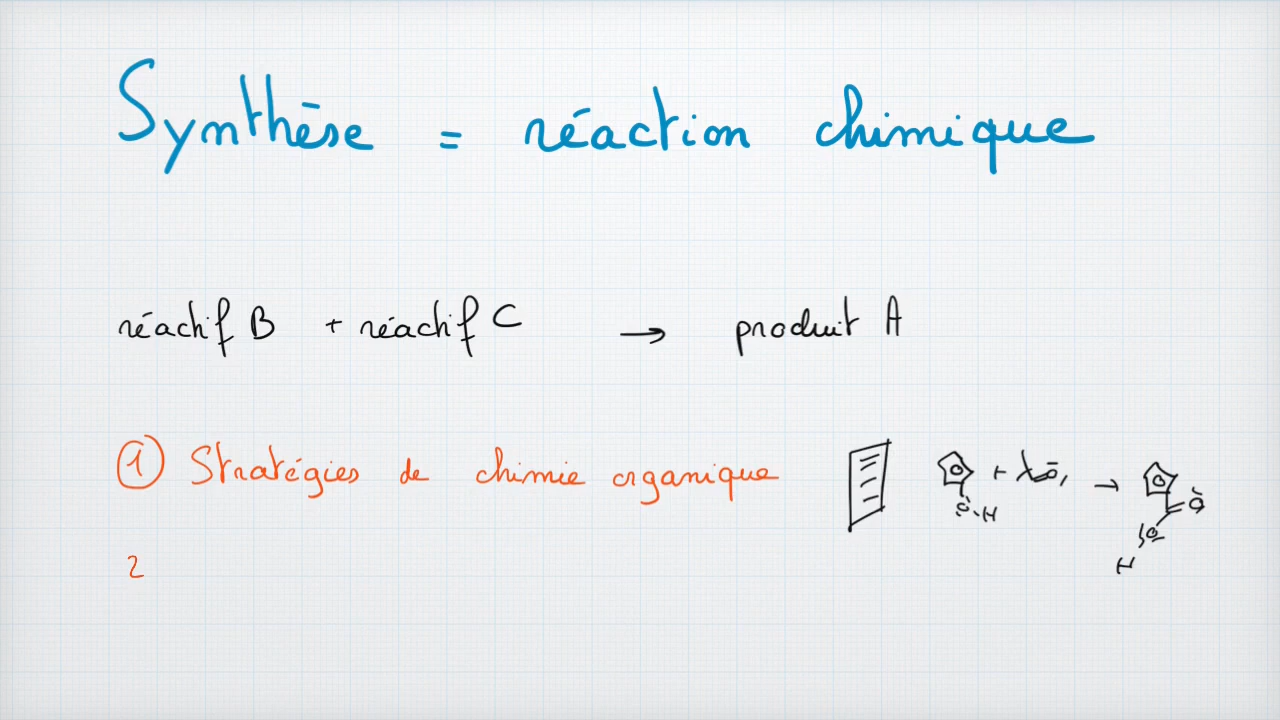 Synthèse = réaction chimique
réactif B + réactif C → produit A
① Stratégies de chimie organique
2